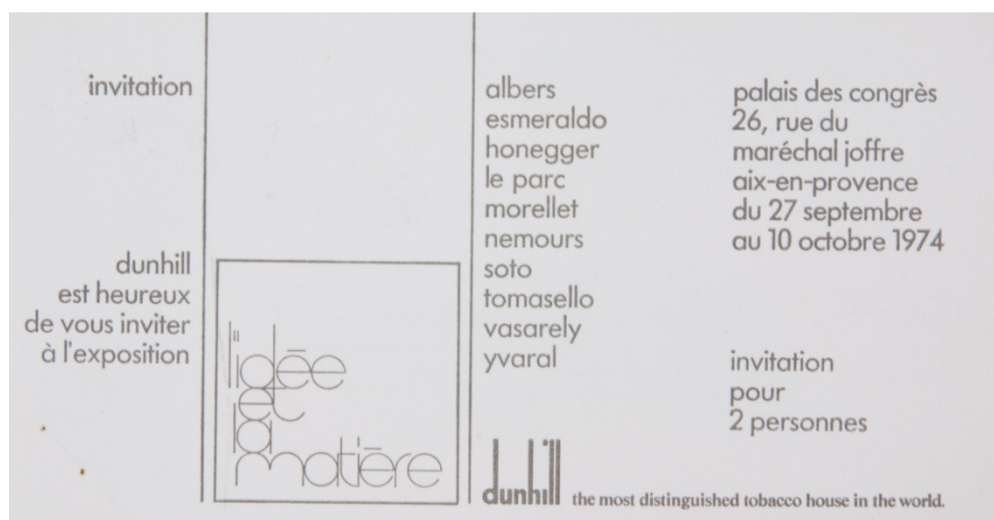 invitation
dunhill
est heureux
de vous inviter
à l'exposition
l'idée
et
la
matière
albers
esmeraldo
honegger
le parc
morellet
nemours
soto
tomasello
vasarely
yvaral
dunhill the most distinguished tobacco house in the world.
palais des congrès
26, rue du
maréchal joffre
aix-en-provence
du 27 septembre
au 10 octobre 1974
invitation
pour
2 personnes